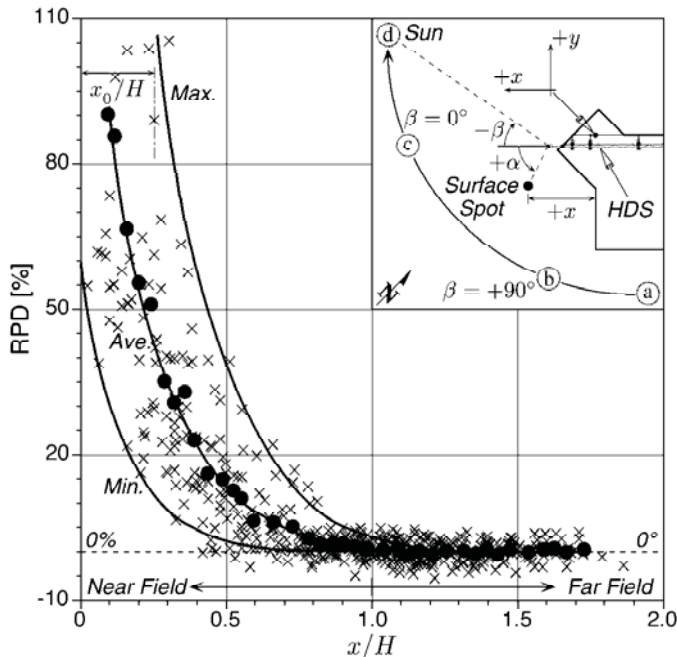 110
80
50
20
-10
RPD [%]
x₀/H
Max.
Ave.
Min.
0%
0°
Near Field
Far Field
0.0
0.5
1.0
1.5
2.0
x/H
d Sun
+y
+x
β = 0°
−β
c
+α
Surface
Spot
+x
HDS
N
β = +90°
b
a